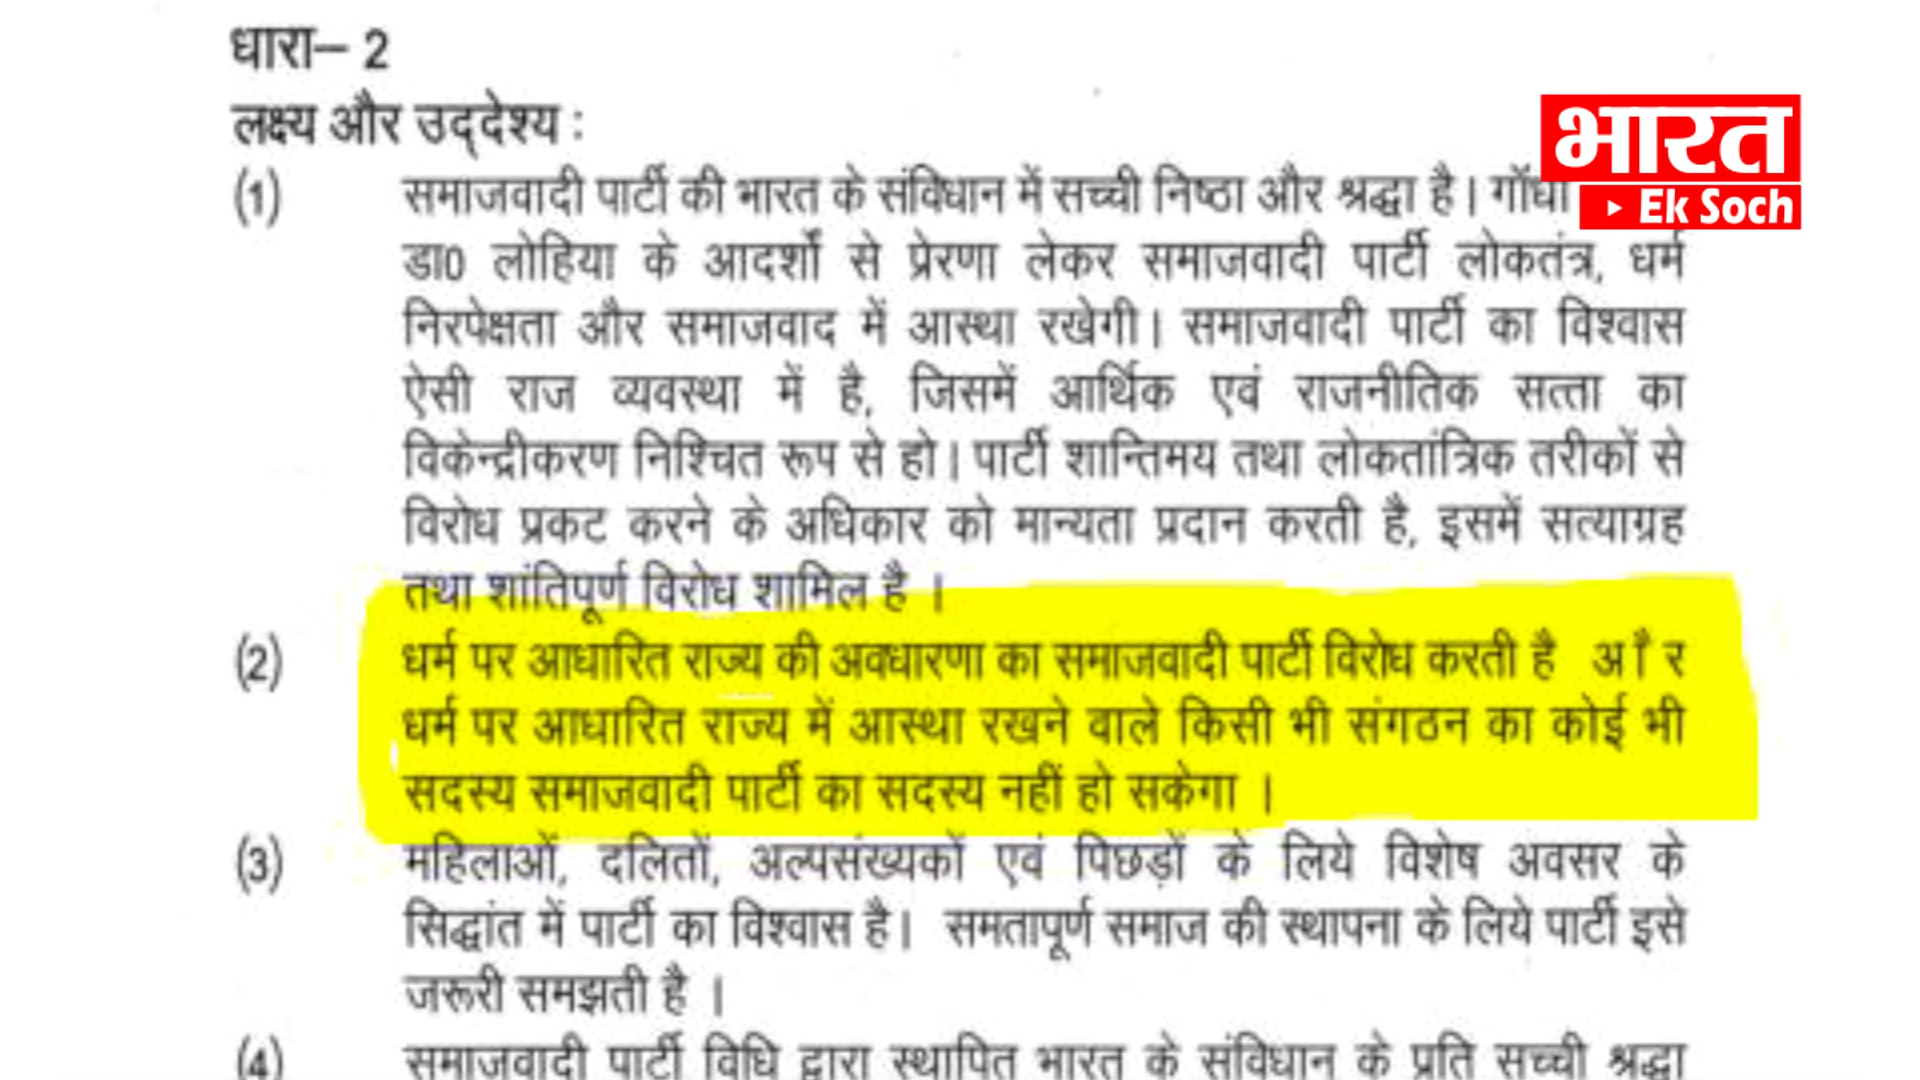 धारा– 2
लक्ष्य और उद्देश्य :
भारत
Ek Soch
(1) समाजवादी पार्टी की भारत के संविधान में सच्ची निष्ठा और श्रद्धा है। गॉंधी
डा0 लोहिया के आदर्शों से प्रेरणा लेकर समाजवादी पार्टी लोकतंत्र, धर्म
निरपेक्षता और समाजवाद में आस्था रखेगी। समाजवादी पार्टी का विश्वास
ऐसी राज व्यवस्था में है, जिसमें आर्थिक एवं राजनीतिक सत्ता का
विकेन्द्रीकरण निश्चित रूप से हो। पार्टी शान्तिमय तथा लोकतांत्रिक तरीकों से
विरोध प्रकट करने के अधिकार को मान्यता प्रदान करती है, इसमें सत्याग्रह
तथा शांतिपूर्ण विरोध शामिल है ।
(2) धर्म पर आधारित राज्य की अवधारणा का समाजवादी पार्टी विरोध करती है और
धर्म पर आधारित राज्य में आस्था रखने वाले किसी भी संगठन का कोई भी
सदस्य समाजवादी पार्टी का सदस्य नहीं हो सकेगा ।
(3) महिलाओं, दलितों, अल्पसंख्यकों एवं पिछड़ों के लिये विशेष अवसर के
सिद्धांत में पार्टी का विश्वास है। समतापूर्ण समाज की स्थापना के लिये पार्टी इसे
जरूरी समझती है ।
(4) समाजवादी पार्टी विधि द्वारा स्थापित भारत के संविधान के प्रति सच्ची श्रद्धा